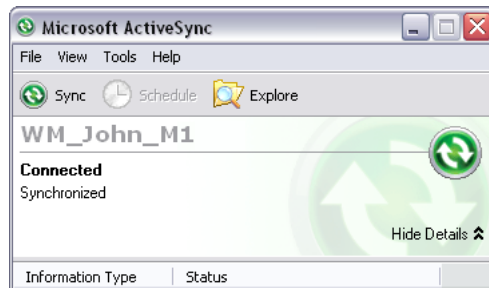 Microsoft ActiveSync
File View Tools Help
Sync Schedule Explore
WM_John_M1
Connected
Synchronized
Hide Details
Information Type Status